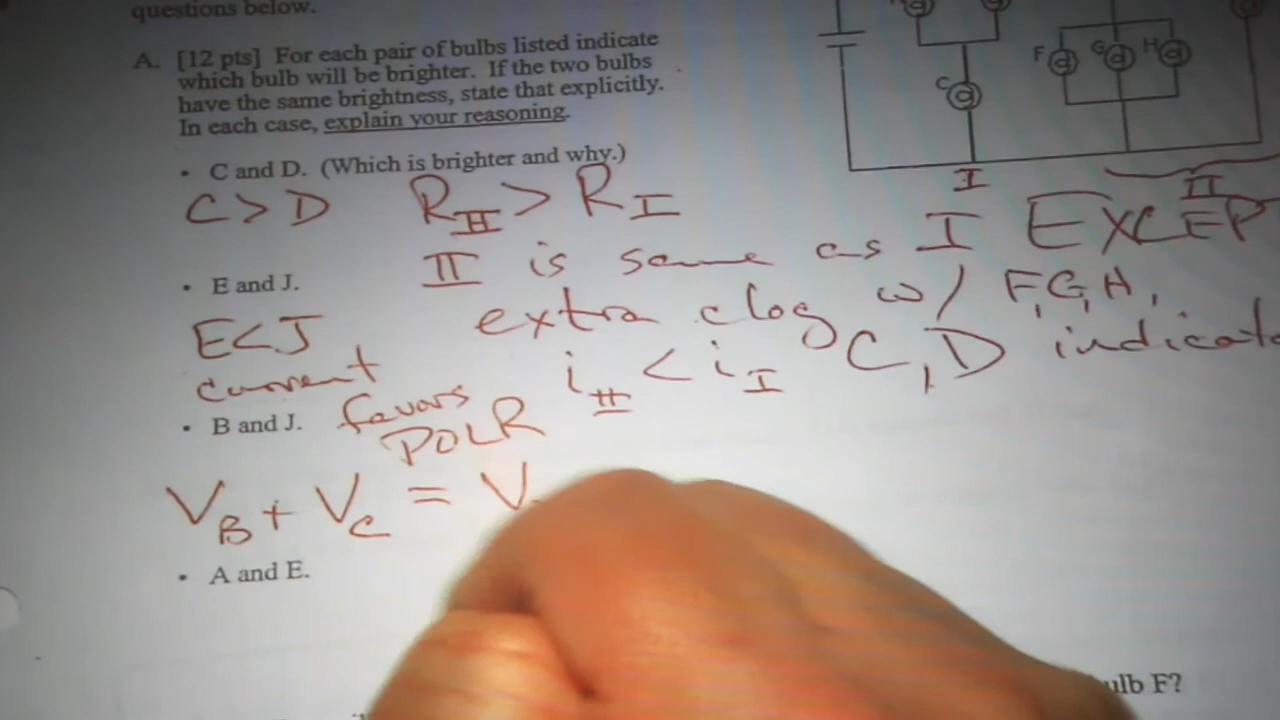 questions below.
A. [12 pts] For each pair of bulbs listed indicate
which bulb will be brighter. If the two bulbs
have the same brightness, state that explicitly.
In each case, explain your reasoning.
• C and D. (Which is brighter and why.)
C > D R_II > R_I
II is same as I EXCEP
• E and J.
extra clog w/ F, G, H,
E < J
current i_II < i_I C, D indicat
• B and J. favors
POLR
V_B + V_C = V
• A and E.
ulb F?
C
F G H
I
II